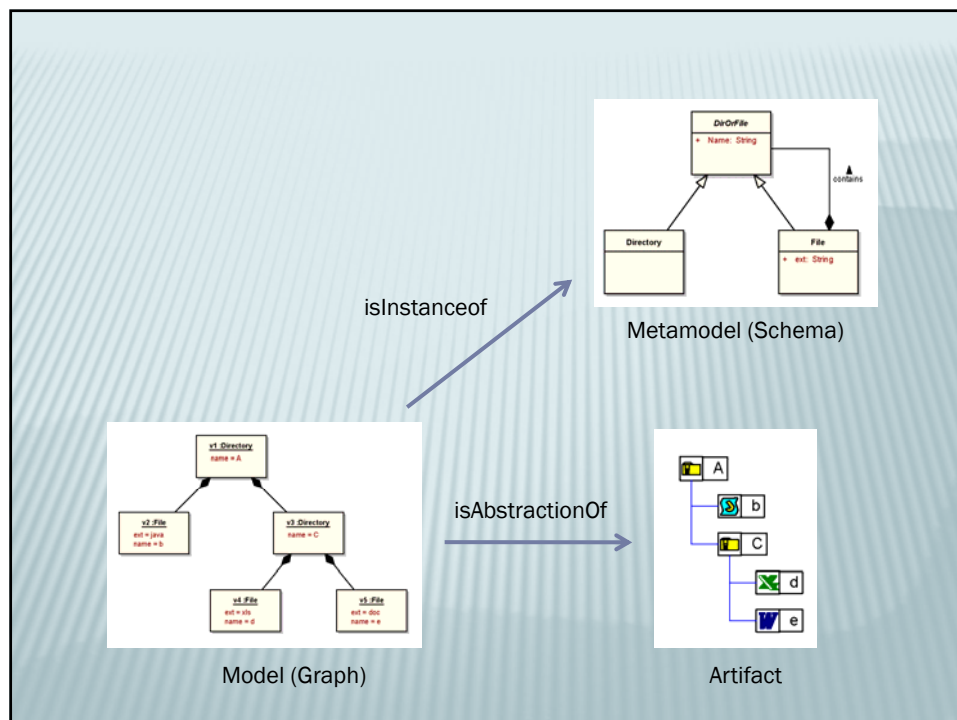 DirOrFile
+ Name: String
contains
Directory
File
+ ext: String
isInstanceof
Metamodel (Schema)
v1 :Directory
name = A
v2 :File
ext = java
name = b
v3 :Directory
name = C
v4 :File
ext = xls
name = d
v5 :File
ext = doc
name = e
isAbstractionOf
A
b
C
d
e
Model (Graph)
Artifact